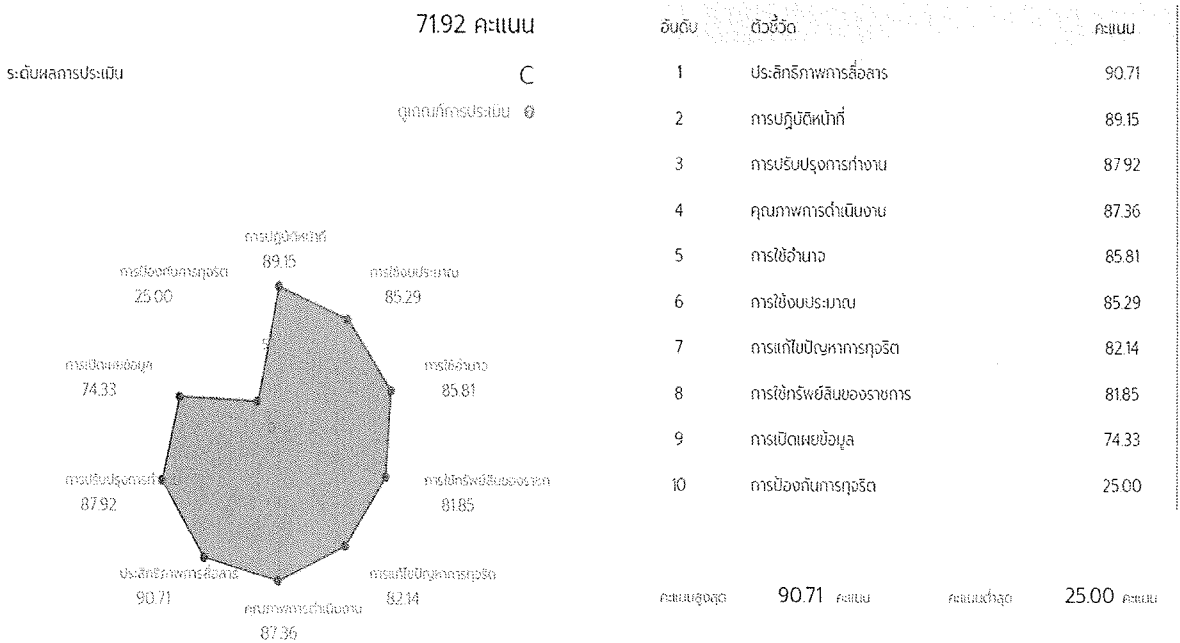 71.92 คะแนน
ระดับผลการประเมิน C
ดูเกณฑ์การประเมิน
การปฏิบัติหน้าที่
89.15
การป้องกันการทุจริต
25.00
การใช้งบประมาณ
85.29
การเปิดเผยข้อมูล
74.33
การใช้อำนาจ
85.81
การปรับปรุงการทำ
87.92
การใช้ทรัพย์สินของราชก
81.85
ประสิทธิภาพการสื่อสาร
90.71
การแก้ไขปัญหาการทุจริต
82.14
คุณภาพการดำเนินงาน
87.36
อันดับ ตัวชี้วัด คะแนน
1 ประสิทธิภาพการสื่อสาร 90.71
2 การปฏิบัติหน้าที่ 89.15
3 การปรับปรุงการทำงาน 87.92
4 คุณภาพการดำเนินงาน 87.36
5 การใช้อำนาจ 85.81
6 การใช้งบประมาณ 85.29
7 การแก้ไขปัญหาการทุจริต 82.14
8 การใช้ทรัพย์สินของราชการ 81.85
9 การเปิดเผยข้อมูล 74.33
10 การป้องกันการทุจริต 25.00
คะแนนสูงสุด 90.71 คะแนน คะแนนต่ำสุด 25.00 คะแนน